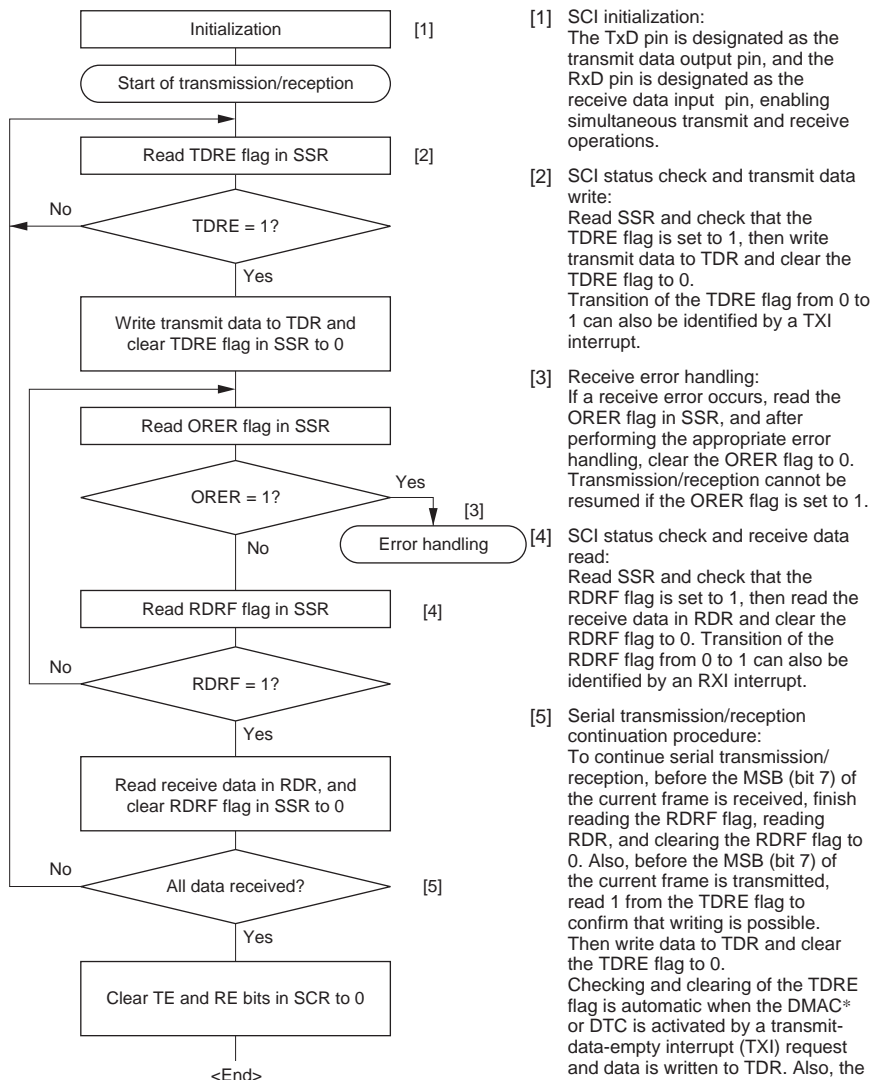 Initialization
[1]
Start of transmission/reception
Read TDRE flag in SSR
[2]
No
TDRE = 1?
Yes
Write transmit data to TDR and
clear TDRE flag in SSR to 0
Read ORER flag in SSR
Yes
ORER = 1?
[3]
No
Error handling
Read RDRF flag in SSR
[4]
No
RDRF = 1?
Yes
Read receive data in RDR, and
clear RDRF flag in SSR to 0
No
All data received?
[5]
Yes
Clear TE and RE bits in SCR to 0
<End>
[1] SCI initialization:
The TxD pin is designated as the
transmit data output pin, and the
RxD pin is designated as the
receive data input pin, enabling
simultaneous transmit and receive
operations.
[2] SCI status check and transmit data
write:
Read SSR and check that the
TDRE flag is set to 1, then write
transmit data to TDR and clear the
TDRE flag to 0.
Transition of the TDRE flag from 0 to
1 can also be identified by a TXI
interrupt.
[3] Receive error handling:
If a receive error occurs, read the
ORER flag in SSR, and after
performing the appropriate error
handling, clear the ORER flag to 0.
Transmission/reception cannot be
resumed if the ORER flag is set to 1.
[4] SCI status check and receive data
read:
Read SSR and check that the
RDRF flag is set to 1, then read the
receive data in RDR and clear the
RDRF flag to 0. Transition of the
RDRF flag from 0 to 1 can also be
identified by an RXI interrupt.
[5] Serial transmission/reception
continuation procedure:
To continue serial transmission/
reception, before the MSB (bit 7) of
the current frame is received, finish
reading the RDRF flag, reading
RDR, and clearing the RDRF flag to
0. Also, before the MSB (bit 7) of
the current frame is transmitted,
read 1 from the TDRE flag to
confirm that writing is possible.
Then write data to TDR and clear
the TDRE flag to 0.
Checking and clearing of the TDRE
flag is automatic when the DMAC*
or DTC is activated by a transmit-
data-empty interrupt (TXI) request
and data is written to TDR. Also, the